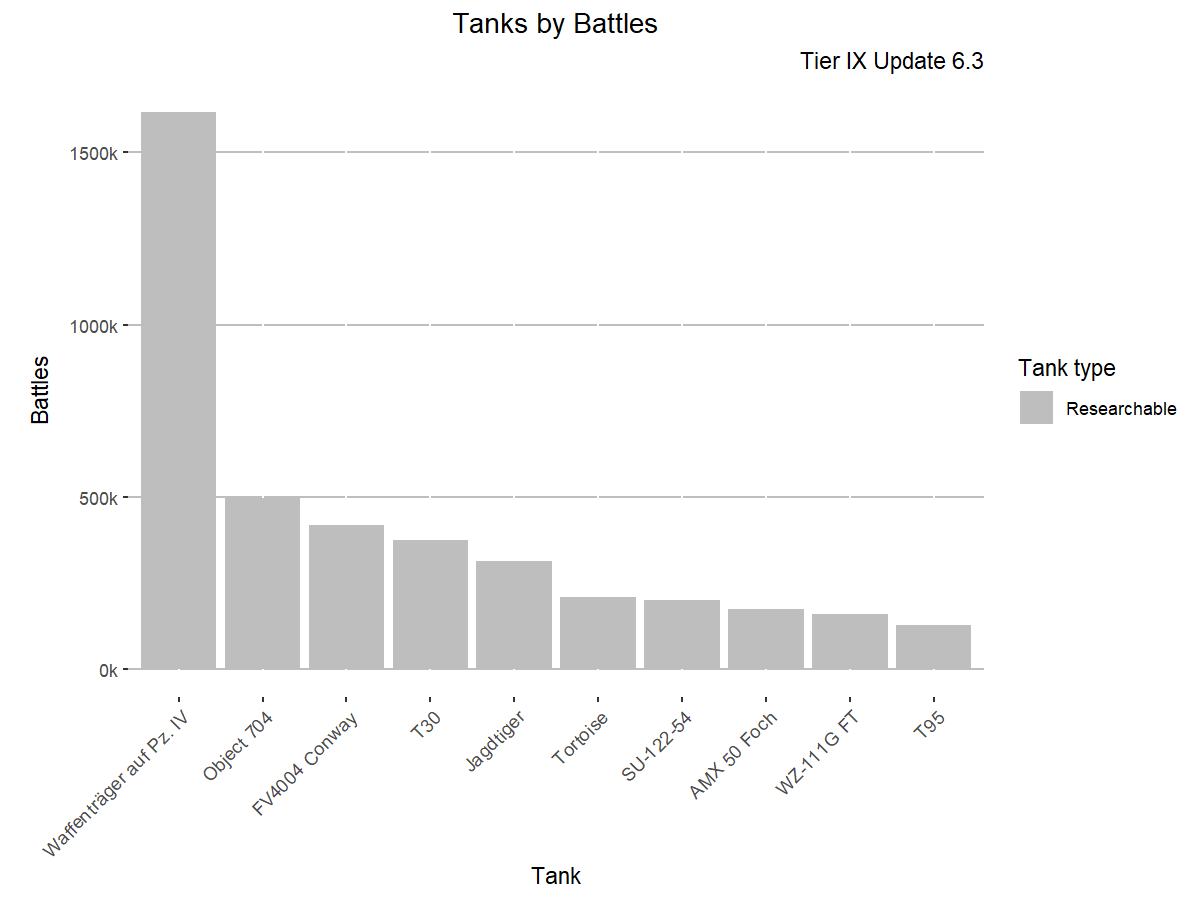 Tanks by Battles
Tier IX Update 6.3
1500k
1000k
500k
0k
Battles
Waffenträger auf Pz. IV
Object 704
FV4004 Conway
T30
Jagdtiger
Tortoise
SU-122-54
AMX 50 Foch
WZ-111G FT
T95
Tank
Tank type
Researchable